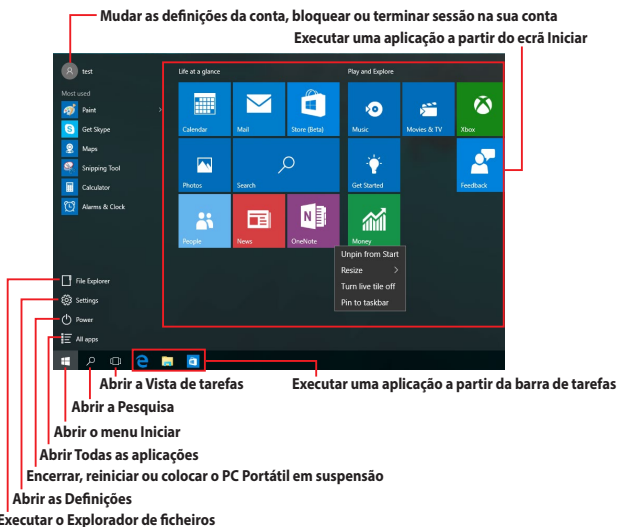 Mudar as definições da conta, bloquear ou terminar sessão na sua conta
Executar uma aplicação a partir do ecrã Iniciar
test
Most used
Paint
Get Skype
Maps
Snipping Tool
Calculator
Alarms & Clock
File Explorer
Settings
Power
All apps
Life at a glance
Calendar
Mail
Store (Beta)
Photos
Search
People
News
OneNote
Play and Explore
Music
Movies & TV
Xbox
Get Started
Feedback
Money
Unpin from Start
Resize
Turn live tile off
Pin to taskbar
Abrir a Vista de tarefas
Executar uma aplicação a partir da barra de tarefas
Abrir a Pesquisa
Abrir o menu Iniciar
Abrir Todas as aplicações
Encerrar, reiniciar ou colocar o PC Portátil em suspensão
Abrir as Definições
Executar o Explorador de ficheiros